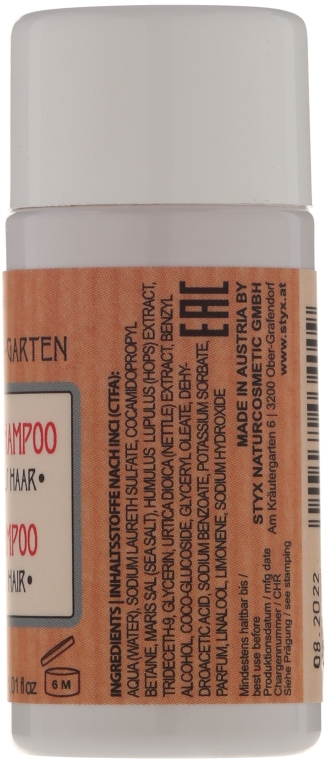 GARTEN
AMPOO
HAAR •
MPOO
HAIR •
01 fl oz
6 M
INGREDIENTS | INHALTSSTOFFE NACH INCI (CTFA):
AQUA(WATER), SODIUM LAURETH SULFATE, COCAMIDOPROPYL
BETAINE, MARIS SAL (SEA SALT), HUMULUS LUPULUS (HOPS) EXTRACT,
TRIDECETH-9, GLYCERIN, URTICA DIOICA (NETTLE) EXTRACT, BENZYL
ALCOHOL, COCO GLUCOSIDE, GLYCERYL OLEATE, DEHY-
DROACETIC ACID, SODIUM BENZOATE, POTASSIUM SORBATE,
PARFUM, LINALOOL, LIMONENE, SODIUM HYDROXIDE
EAC
MADE IN AUSTRIA BY
STYX NATURCOSMETIC GMBH
Am Kräutergarten 6 | 3200 Ober-Grafendorf
www.styx.at
Mindestens haltbar bis /
best use before
Produktionsdatum / mfg date
Chargennummer / CHR
Siehe Prägung / see stamping
08.2022